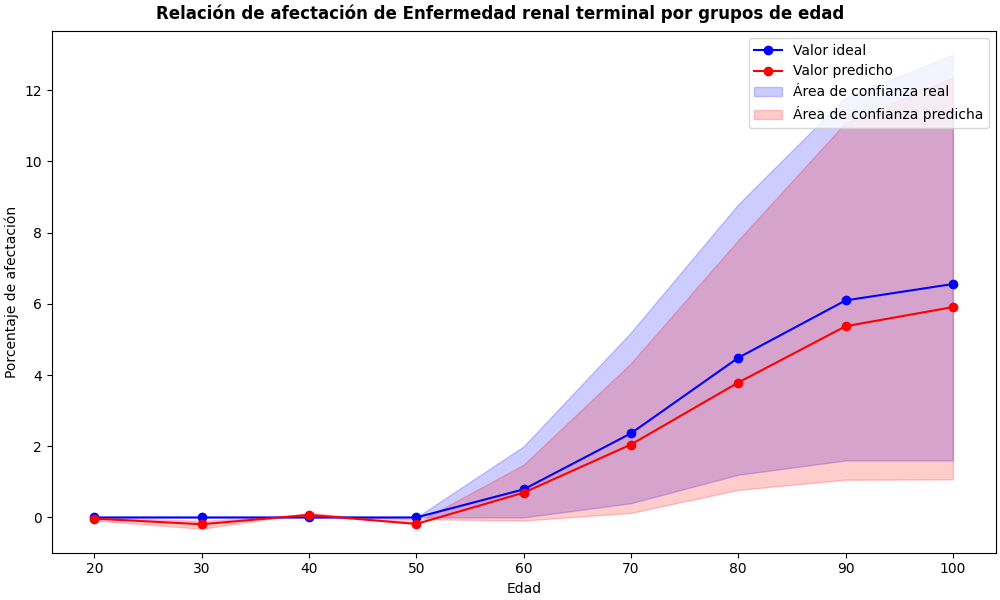 Relación de afectación de Enfermedad renal terminal por grupos de edad
Valor ideal
Valor predicho
Área de confianza real
Área de confianza predicha
Porcentaje de afectación
12
10
8
6
4
2
0
20 30 40 50 60 70 80 90 100
Edad